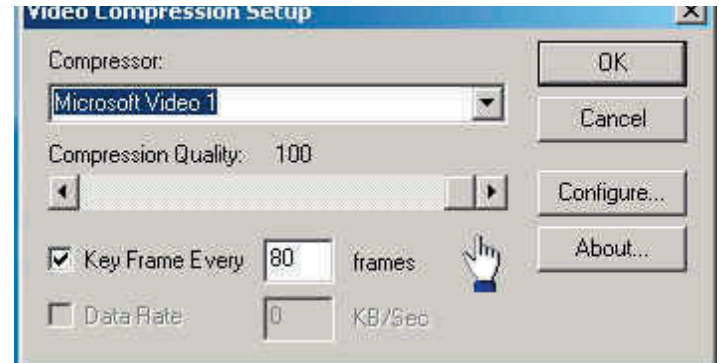 Video Compression Setup
Compressor:
OK
Microsoft Video 1
Cancel
Compression Quality: 100
Configure...
Key Frame Every 80 frames
About...
Data Rate 0 KB/Sec